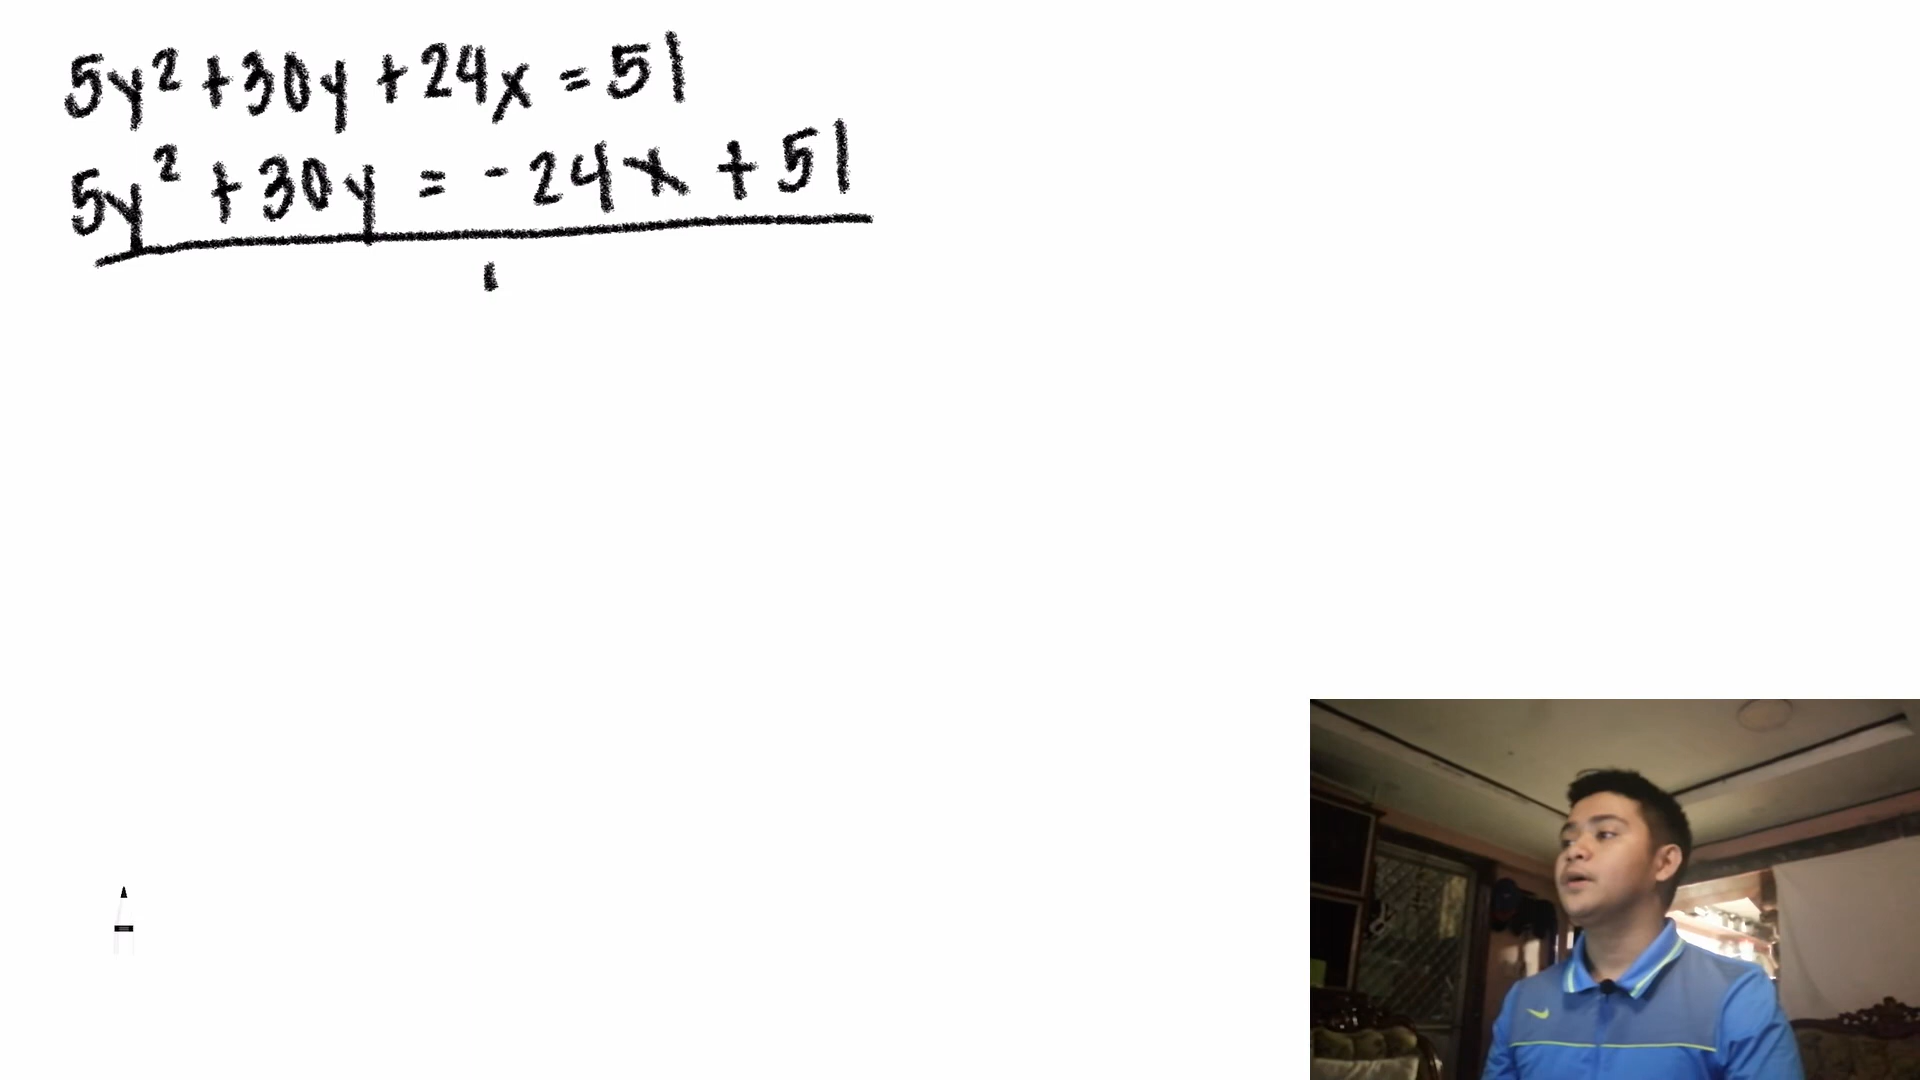 5y² + 30y + 24x = 51
5y² + 30y = -24x + 51